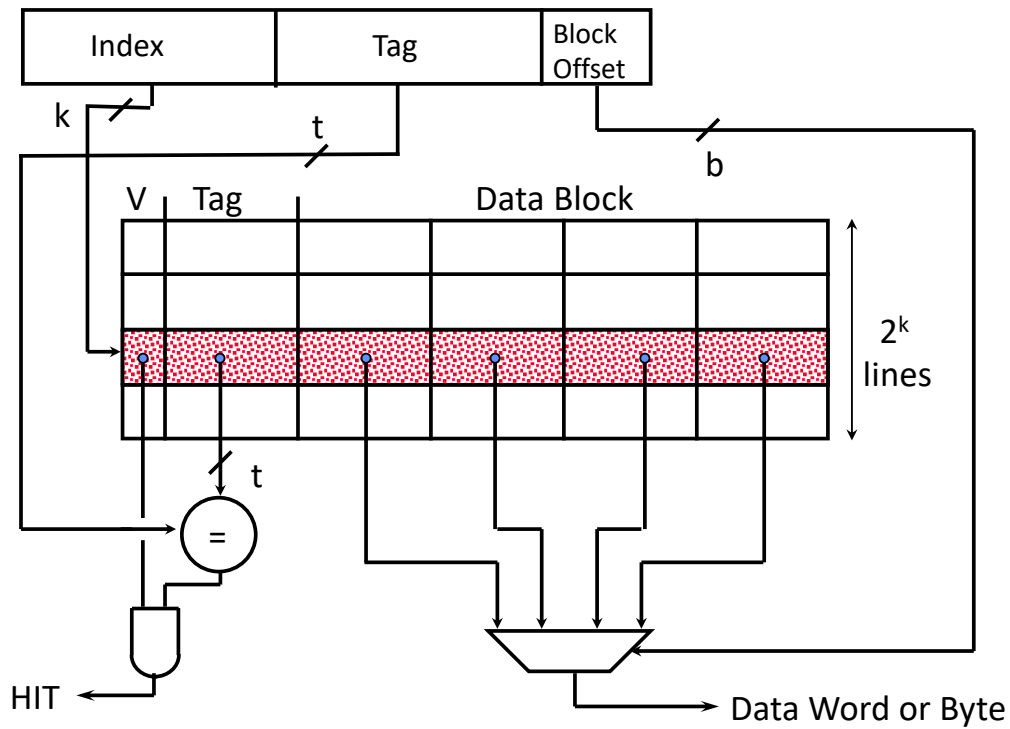 Index
Tag
Block
Offset
k
t
b
V
Tag
Data Block
2ᵏ
lines
t
=
HIT
Data Word or Byte